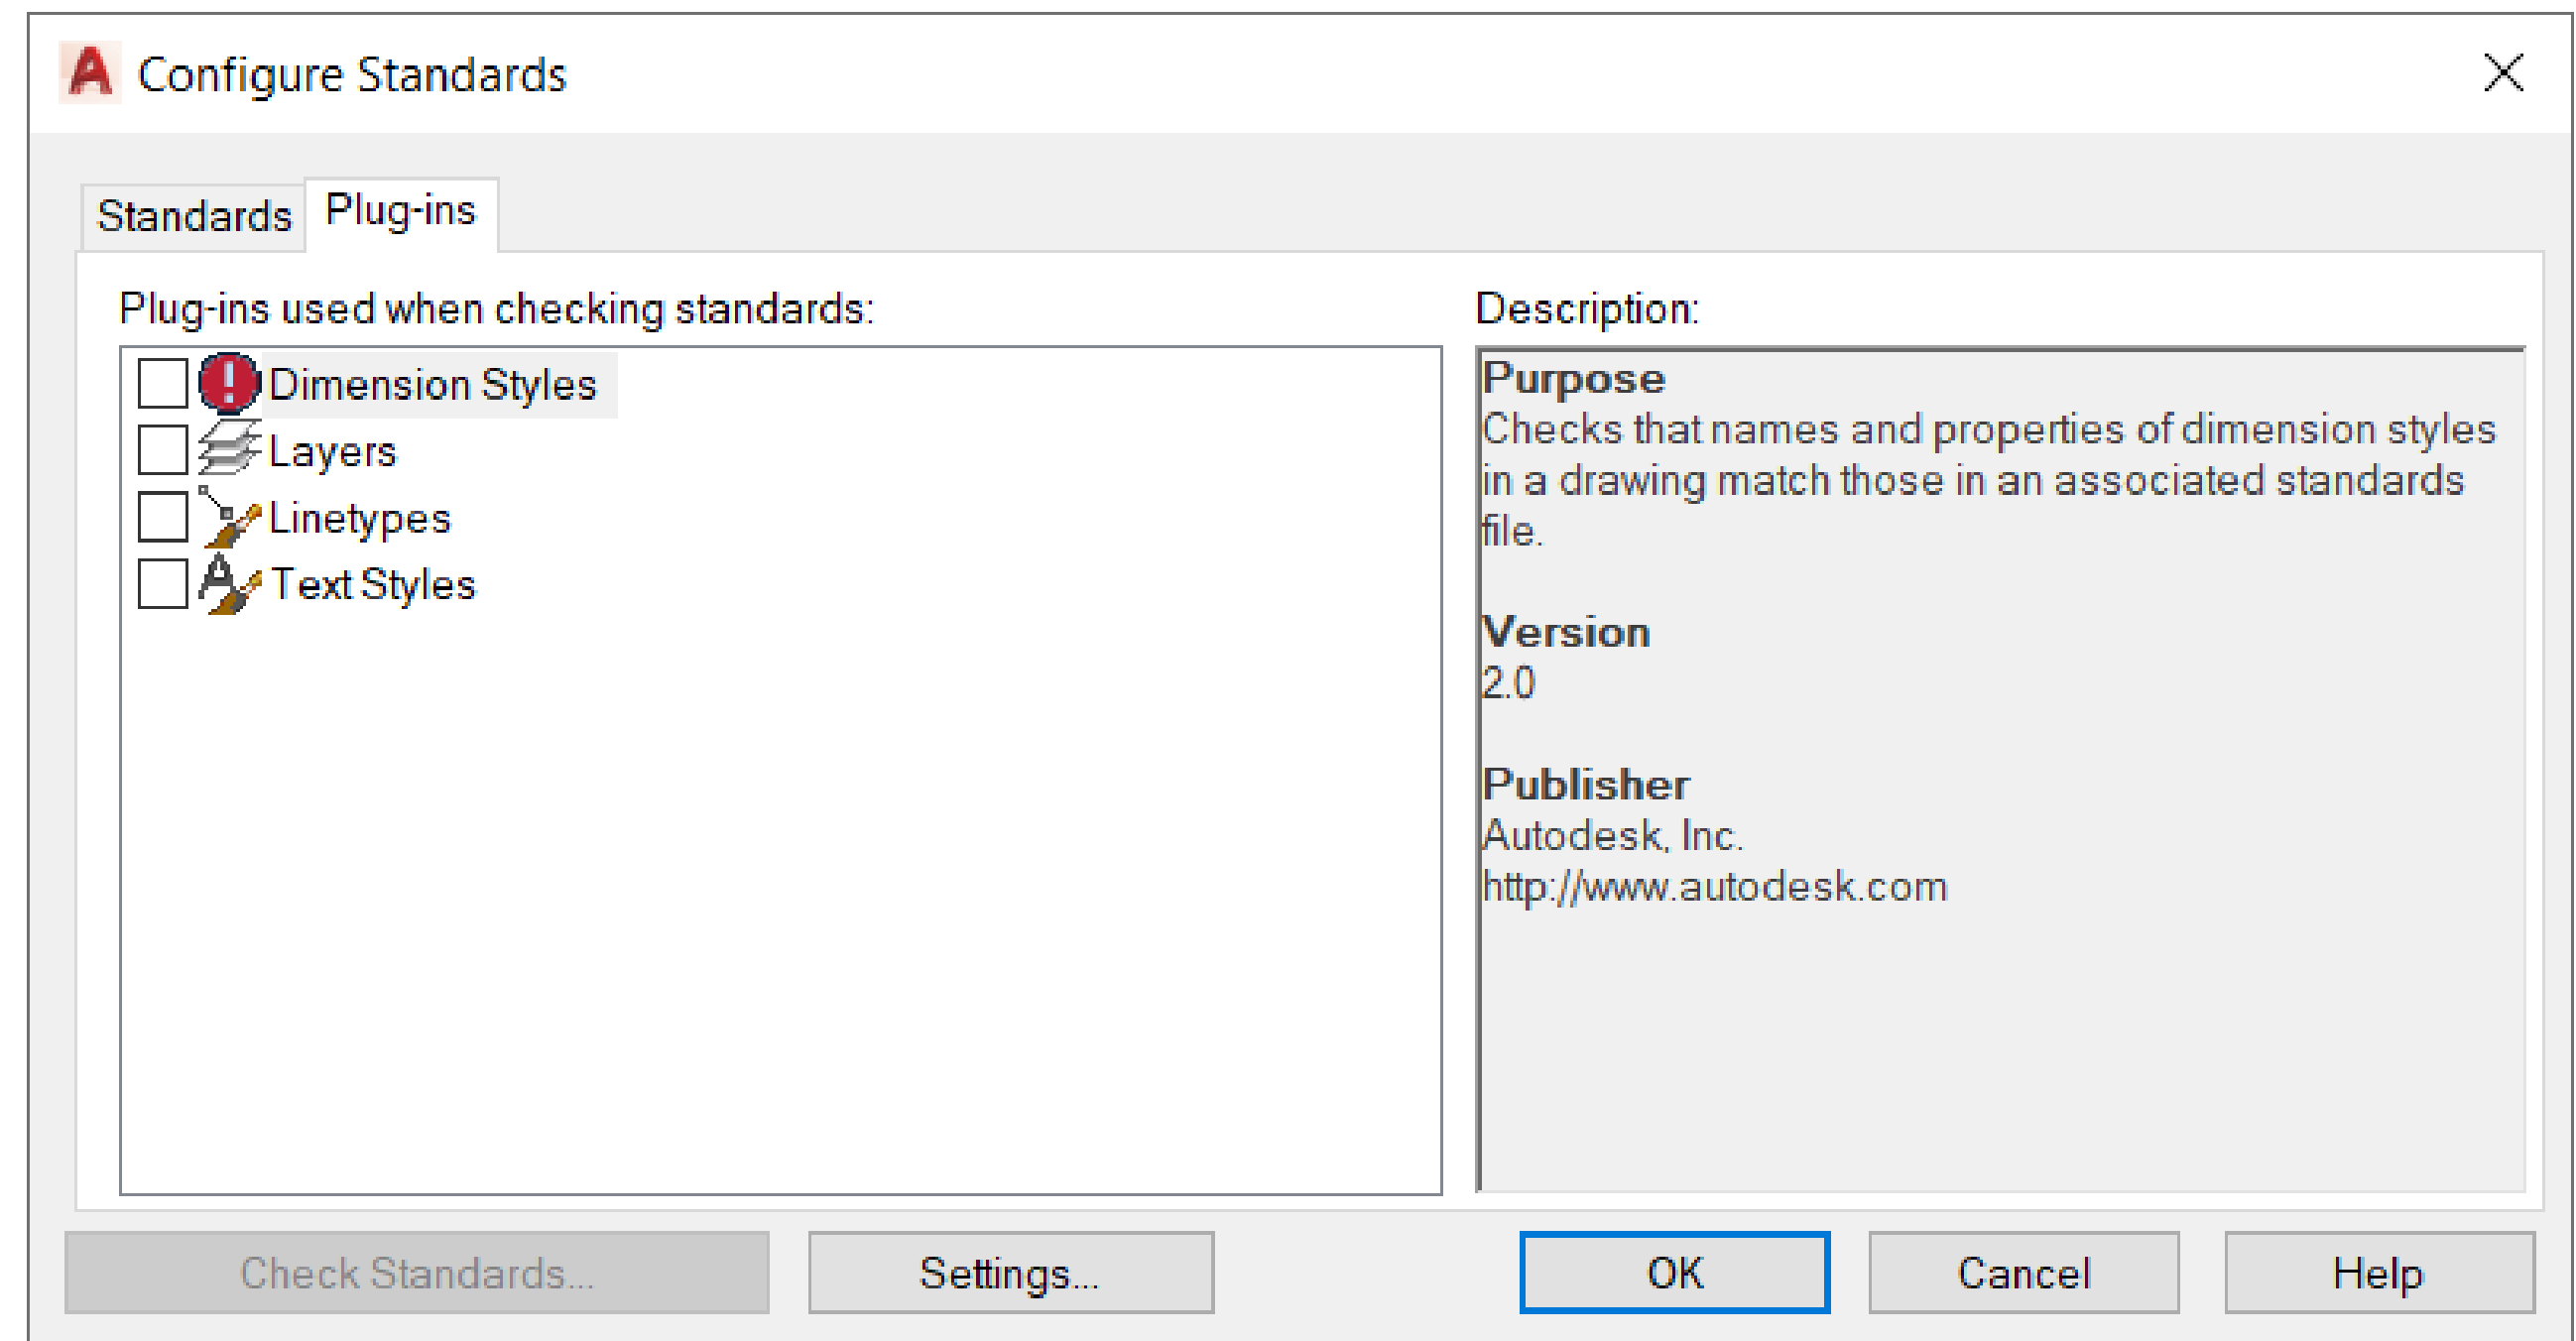 Configure Standards
Standards
Plug-ins
Plug-ins used when checking standards:
Dimension Styles
Layers
Linetypes
Text Styles
Description:
Purpose
Checks that names and properties of dimension styles
in a drawing match those in an associated standards
file.
Version
2.0
Publisher
Autodesk, Inc.
http://www.autodesk.com
Check Standards...
Settings...
OK
Cancel
Help